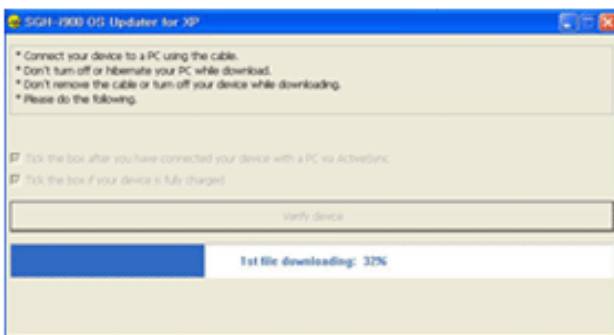 SGH-i900 OS Updater for XP
* Connect your device to a PC using the cable.
* Don't turn off or hibernate your PC while download.
* Don't remove the cable or turn off your device while downloading.
* Please do the following.
Tick the box after you have connected your device with a PC via ActiveSync
Tick the box if your device is fully charged
Verify device
1st file downloading: 32%